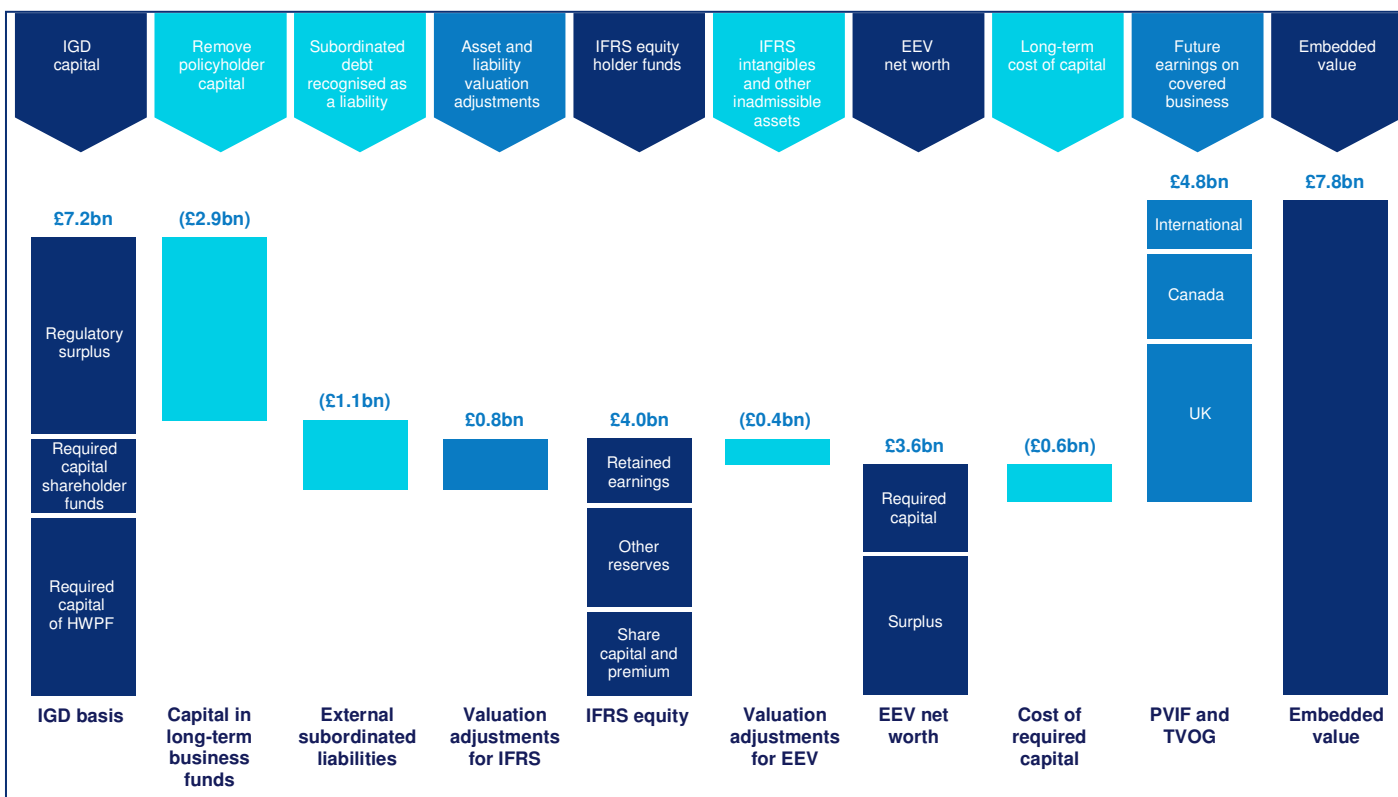 IGD
capital
Remove
policyholder
capital
Subordinated
debt
recognised as
a liability
Asset and
liability
valuation
adjustments
IFRS equity
holder funds
IFRS
intangibles
and other
inadmissible
assets
EEV
net worth
Long-term
cost of capital
Future
earnings on
covered
business
Embedded
value
£7.2bn
Regulatory
surplus
Required
capital
shareholder
funds
Required
capital
of HWPF
(£2.9bn)
(£1.1bn)
£0.8bn
£4.0bn
Retained
earnings
Other
reserves
Share
capital and
premium
(£0.4bn)
£3.6bn
Required
capital
Surplus
(£0.6bn)
£4.8bn
International
Canada
UK
£7.8bn
IGD basis
Capital in
long-term
business
funds
External
subordinated
liabilities
Valuation
adjustments
for IFRS
IFRS equity
Valuation
adjustments
for EEV
EEV net
worth
Cost of
required
capital
PVIF and
TVOG
Embedded
value